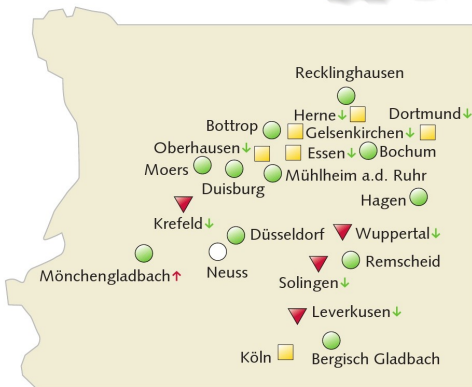 Recklinghausen
Herne↓
Dortmund↓
Bottrop
Gelsenkirchen↓
Oberhausen↓
Essen↓
Bochum
Moers
Duisburg
Mühlheim a.d. Ruhr
Hagen
Krefeld↓
Düsseldorf
Wuppertal↓
Mönchengladbach↑
Neuss
Remscheid
Solingen↓
Leverkusen↓
Köln
Bergisch Gladbach